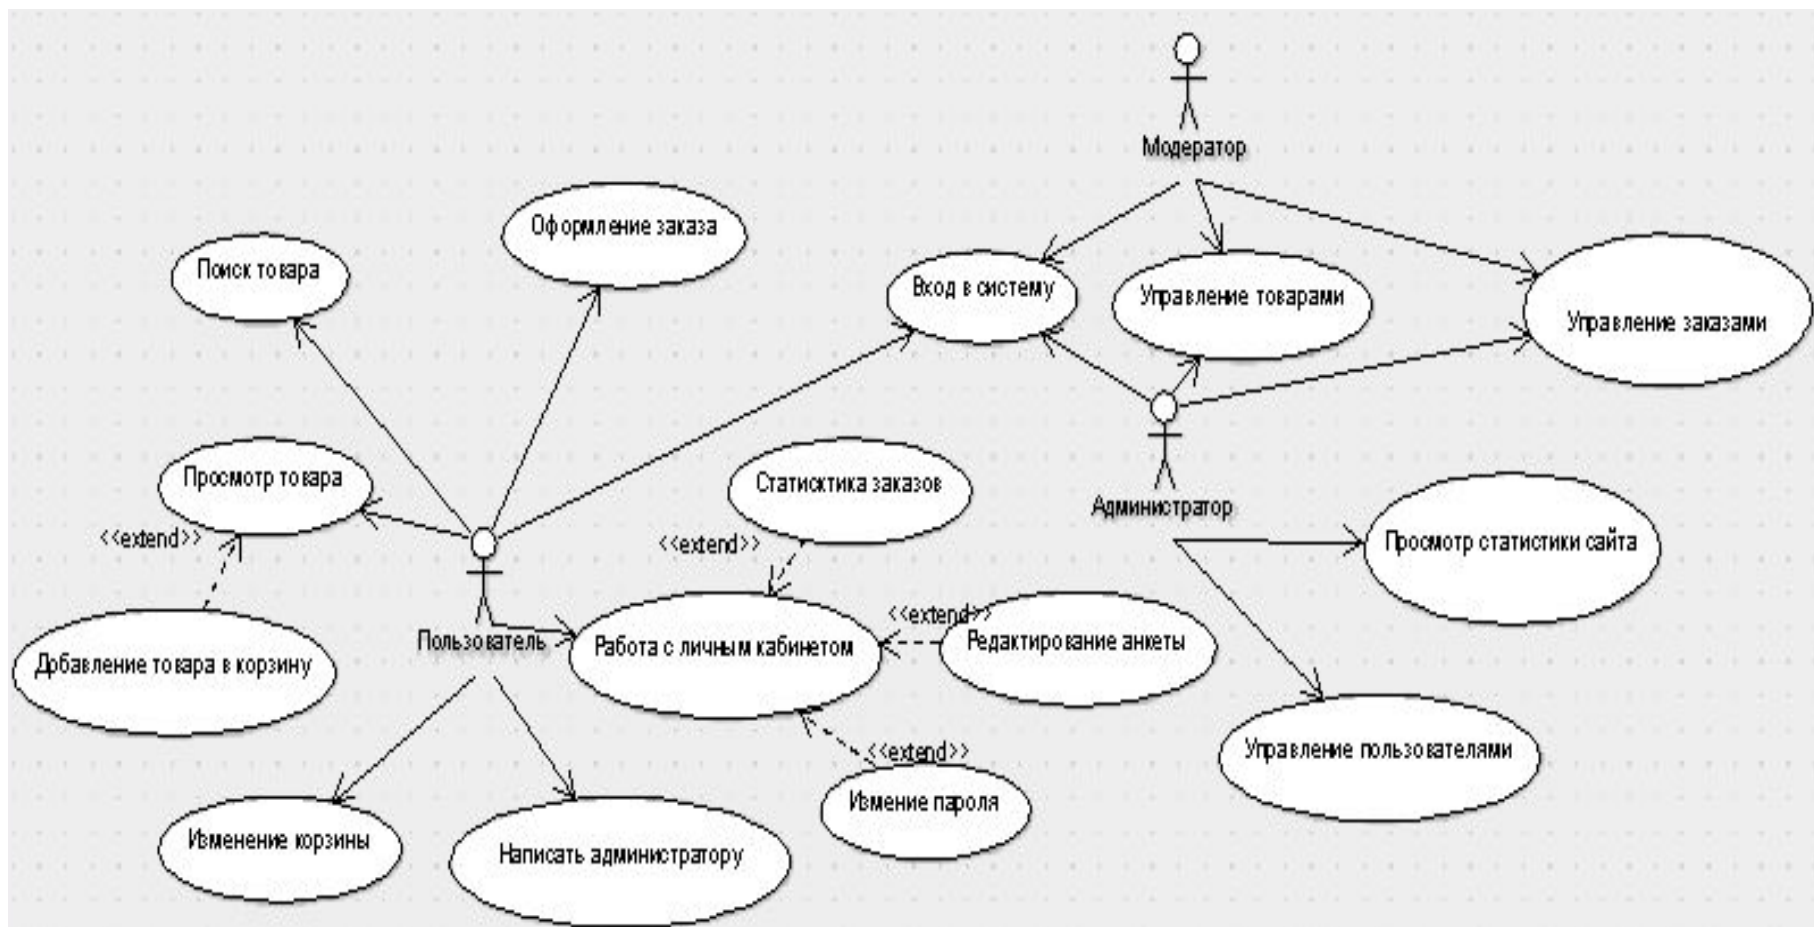 Модератор
Оформление заказа
Поиск товара
Вход в систему
Управление товарами
Управление заказами
Просмотр товара
Статисктика заказов
Администратор
<<extend>>
<<extend>>
Просмотр статистики сайта
<<extend>>
Пользователь
Работа с личным кабинетом
Редактирование анкеты
Добавление товара в корзину
<<extend>>
Управление пользователями
Измение пароля
Изменение корзины
Написать администратору